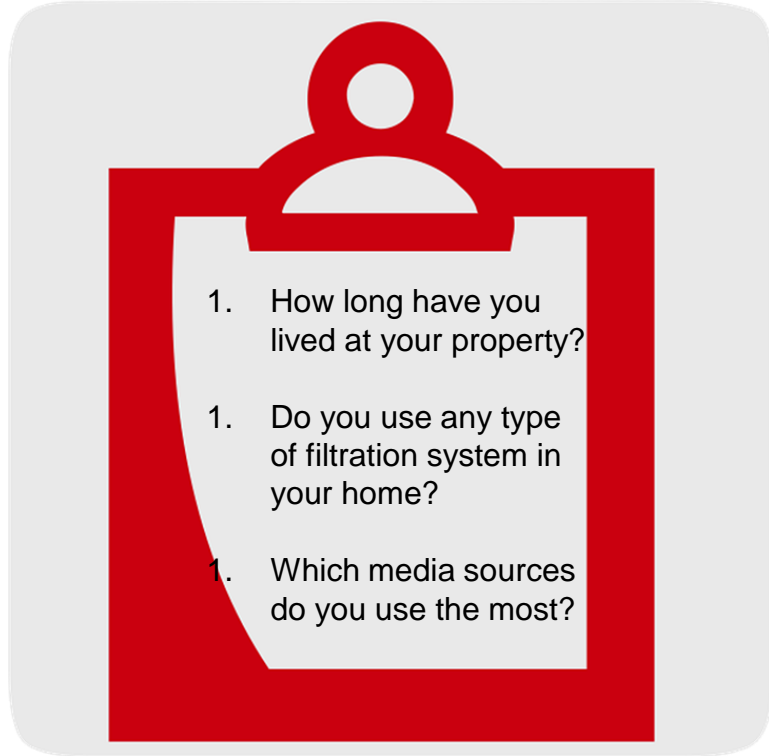 1. How long have you
lived at your property?
1. Do you use any type
of filtration system in
your home?
1. Which media sources
do you use the most?